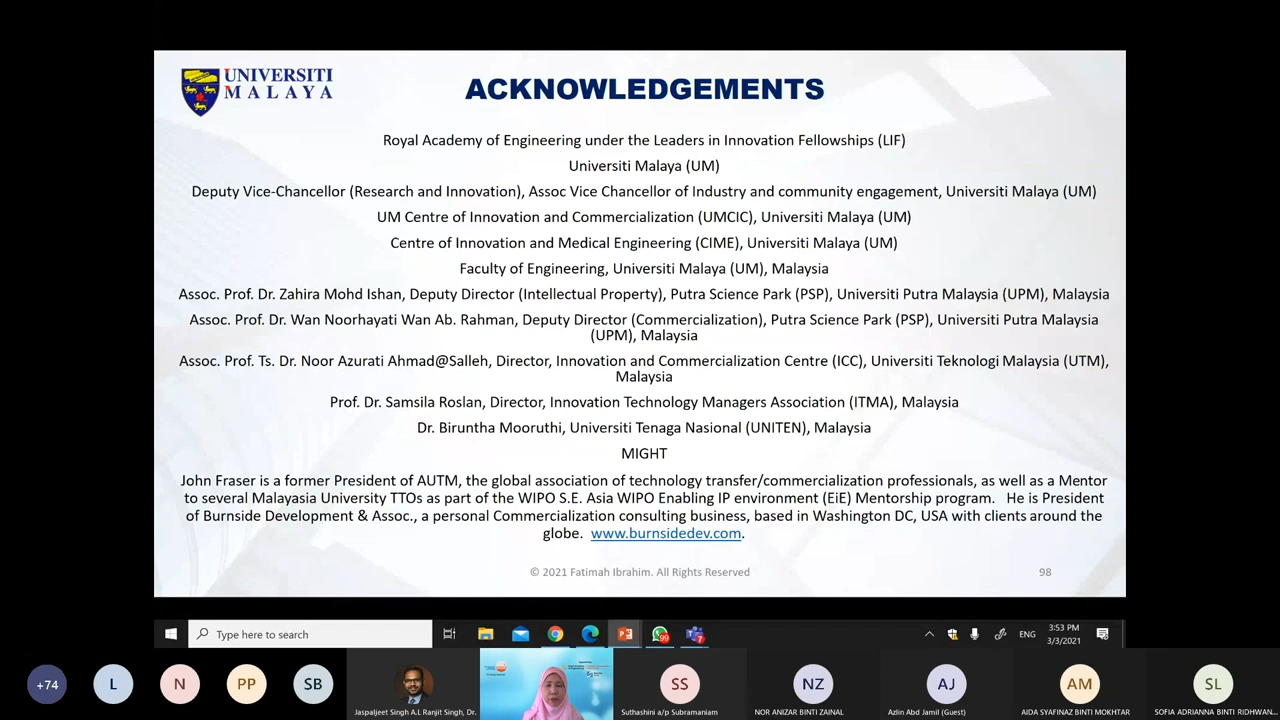 UNIVERSITI
MALAYA
ACKNOWLEDGEMENTS
Royal Academy of Engineering under the Leaders in Innovation Fellowships (LIF)
Universiti Malaya (UM)
Deputy Vice-Chancellor (Research and Innovation), Assoc Vice Chancellor of Industry and community engagement, Universiti Malaya (UM)
UM Centre of Innovation and Commercialization (UMCIC), Universiti Malaya (UM)
Centre of Innovation and Medical Engineering (CIME), Universiti Malaya (UM)
Faculty of Engineering, Universiti Malaya (UM), Malaysia
Assoc. Prof. Dr. Zahira Mohd Ishan, Deputy Director (Intellectual Property), Putra Science Park (PSP), Universiti Putra Malaysia (UPM), Malaysia
Assoc. Prof. Dr. Wan Noorhayati Wan Ab. Rahman, Deputy Director (Commercialization), Putra Science Park (PSP), Universiti Putra Malaysia
(UPM), Malaysia
Assoc. Prof. Ts. Dr. Noor Azurati Ahmad@Salleh, Director, Innovation and Commercialization Centre (ICC), Universiti Teknologi Malaysia (UTM),
Malaysia
Prof. Dr. Samsila Roslan, Director, Innovation Technology Managers Association (ITMA), Malaysia
Dr. Biruntha Mooruthi, Universiti Tenaga Nasional (UNITEN), Malaysia
MIGHT
John Fraser is a former President of AUTM, the global association of technology transfer/commercialization professionals, as well as a Mentor
to several Malayasia University TTOs as part of the WIPO S.E. Asia WIPO Enabling IP environment (EiE) Mentorship program. He is President
of Burnside Development & Assoc., a personal Commercialization consulting business, based in Washington DC, USA with clients around the
globe. www.burnsidedev.com.
© 2021 Fatimah Ibrahim. All Rights Reserved
98
Type here to search
99
7
ENG
3:53 PM
3/3/2021
+74
L
N
PP
SB
SS
NZ
AJ
AM
SL
Jaspaljeet Singh A.L Ranjit Singh, Dr.
Suthashini a/p Subramaniam
NOR ANIZAR BINTI ZAINAL
Azlin Abd Jamil (Guest)
AIDA SYAFINAZ BINTI MOKHTAR
SOFIA ADRIANNA BINTI RIDHWAN...